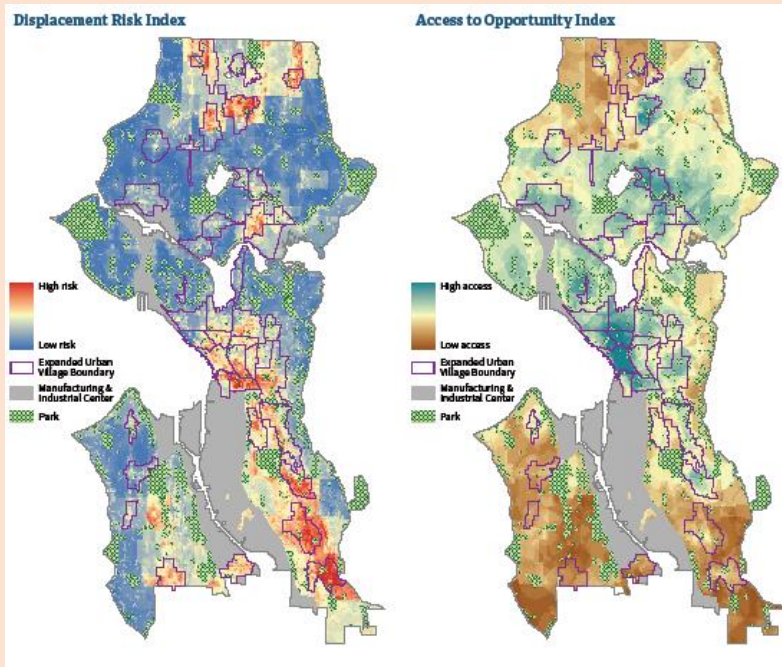 Displacement Risk Index
High risk
Low risk
Expanded Urban
Village Boundary
Manufacturing &
Industrial Center
Park
Access to Opportunity Index
High access
Low access
Expanded Urban
Village Boundary
Manufacturing &
Industrial Center
Park